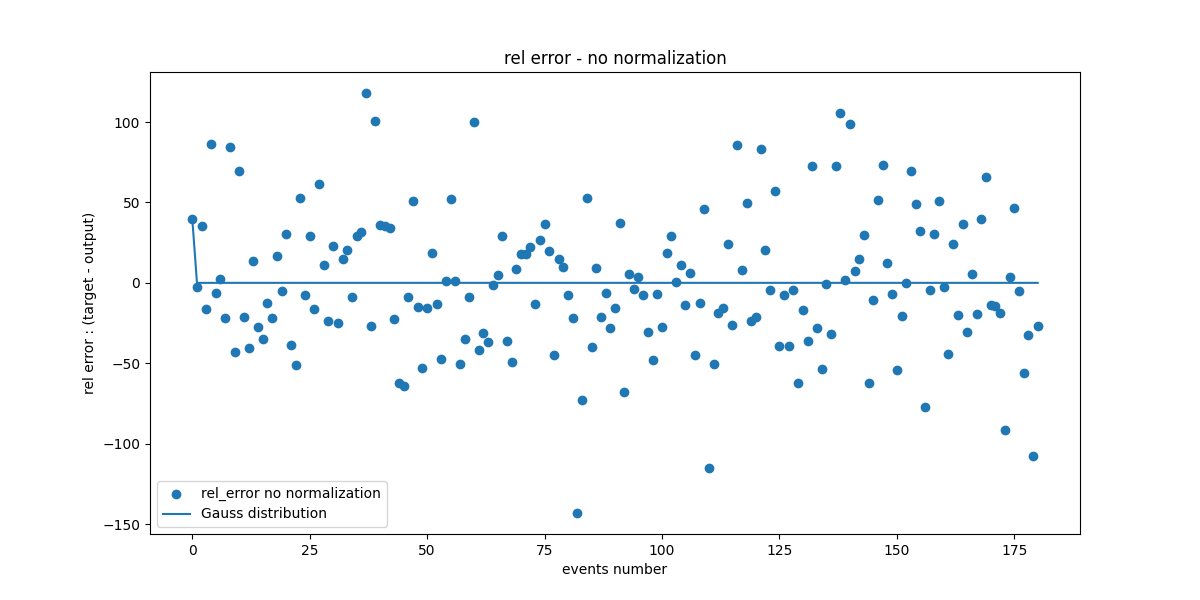 rel error - no normalization
rel error : (target - output)
100
50
0
−50
−100
−150
rel_error no normalization
Gauss distribution
0 25 50 75 100 125 150 175
events number